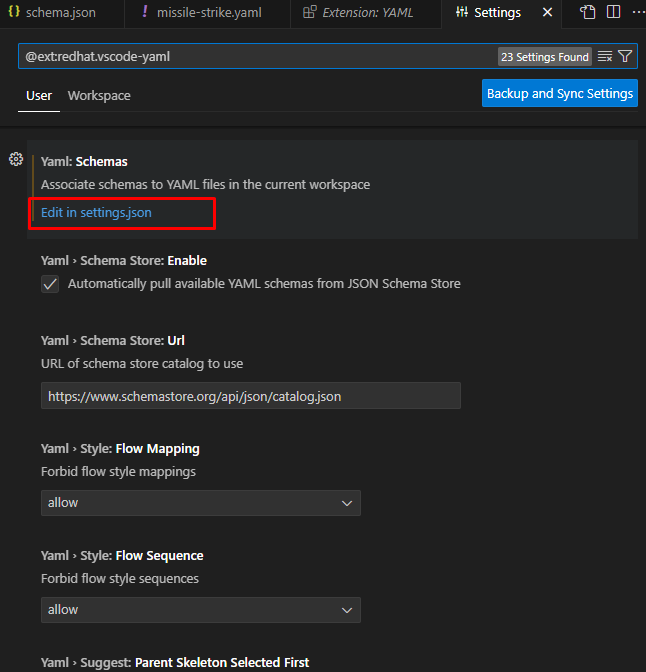 {} schema.json ! missile-strike.yaml Extension: YAML Settings
@ext:redhat.vscode-yaml 23 Settings Found
User Workspace Backup and Sync Settings
Yaml: Schemas
Associate schemas to YAML files in the current workspace
Edit in settings.json
Yaml › Schema Store: Enable
Automatically pull available YAML schemas from JSON Schema Store
Yaml › Schema Store: Url
URL of schema store catalog to use
https://www.schemastore.org/api/json/catalog.json
Yaml › Style: Flow Mapping
Forbid flow style mappings
allow
Yaml › Style: Flow Sequence
Forbid flow style sequences
allow
Yaml › Suggest: Parent Skeleton Selected First